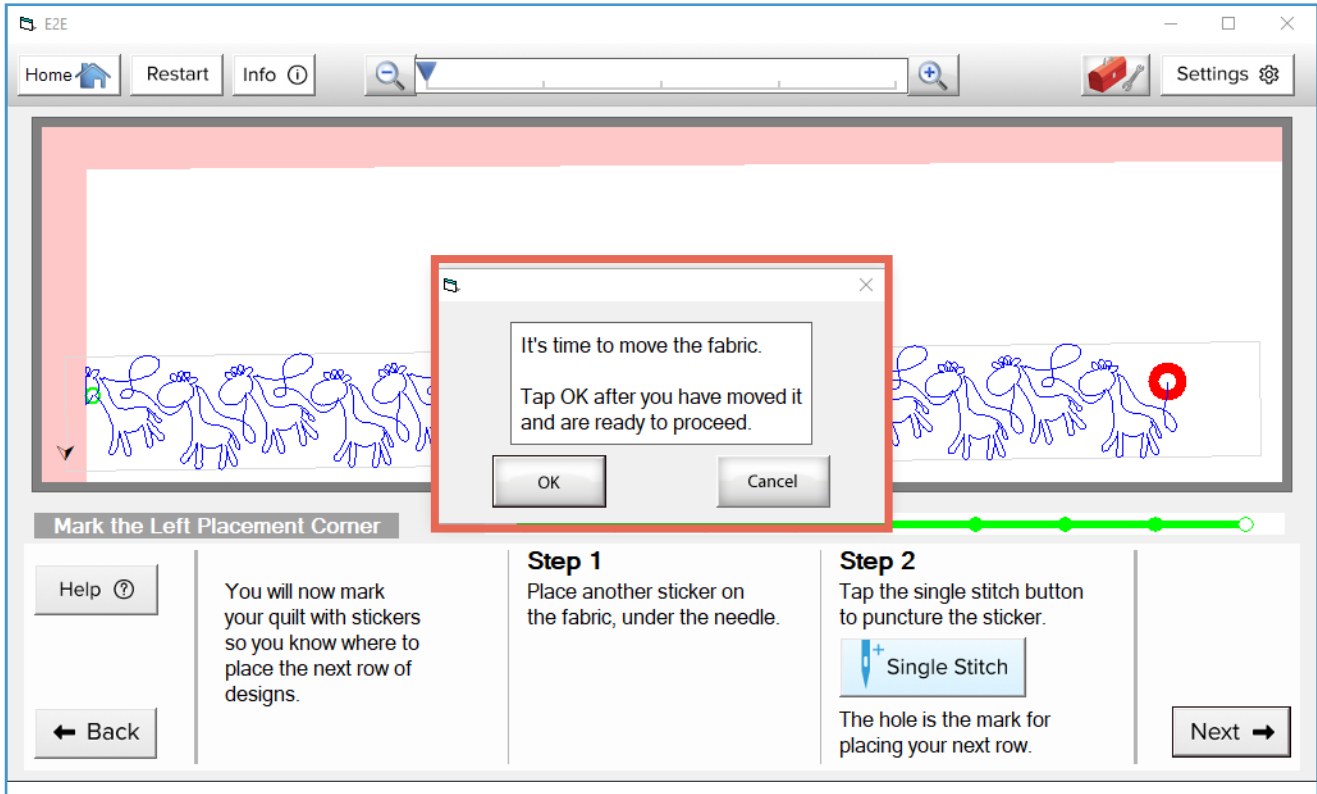 E2E
Home
Restart
Info
Settings
It's time to move the fabric.
Tap OK after you have moved it
and are ready to proceed.
OK
Cancel
Mark the Left Placement Corner
Help
Back
You will now mark
your quilt with stickers
so you know where to
place the next row of
designs.
Step 1
Place another sticker on
the fabric, under the needle.
Step 2
Tap the single stitch button
to puncture the sticker.
Single Stitch
The hole is the mark for
placing your next row.
Next